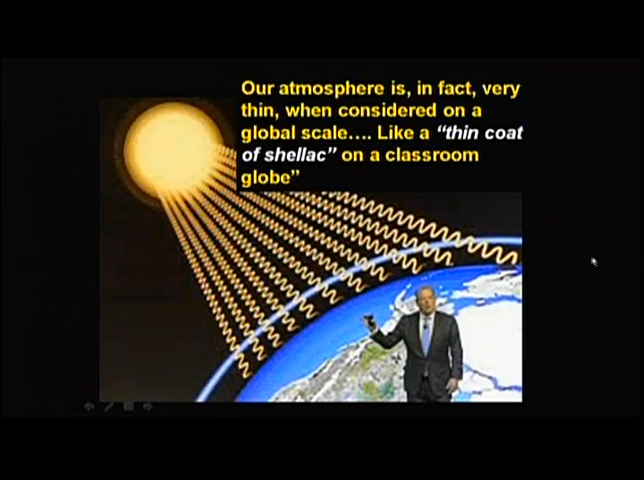 Our atmosphere is, in fact, very
thin, when considered on a
global scale…. Like a “thin coat
of shellac” on a classroom
globe”